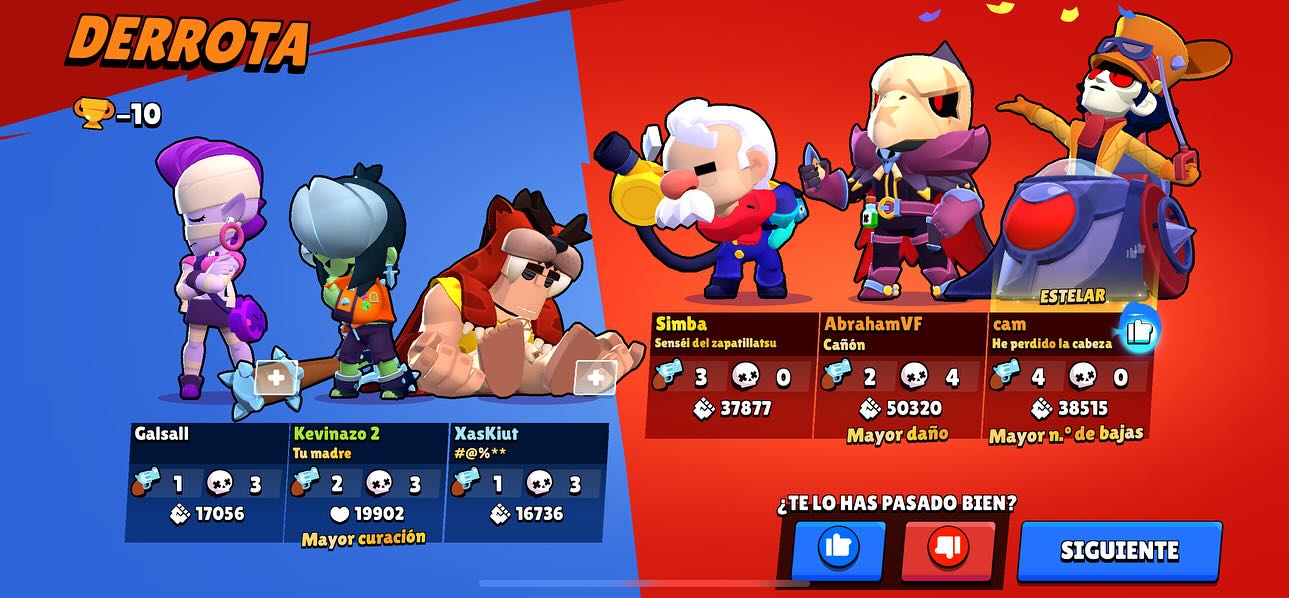 DERROTA
-10
ESTELAR
Simba
Senséi del zapatillatsu
3 0
37877
AbrahamVF
Cañón
2 4
50320
Mayor daño
cam
He perdido la cabeza
4 0
38515
Mayor n.º de bajas
Galsall
1 3
17056
Kevinazo 2
Tu madre
2 3
19902
Mayor curación
XasKiut
#@%**
1 3
16736
¿TE LO HAS PASADO BIEN?
SIGUIENTE